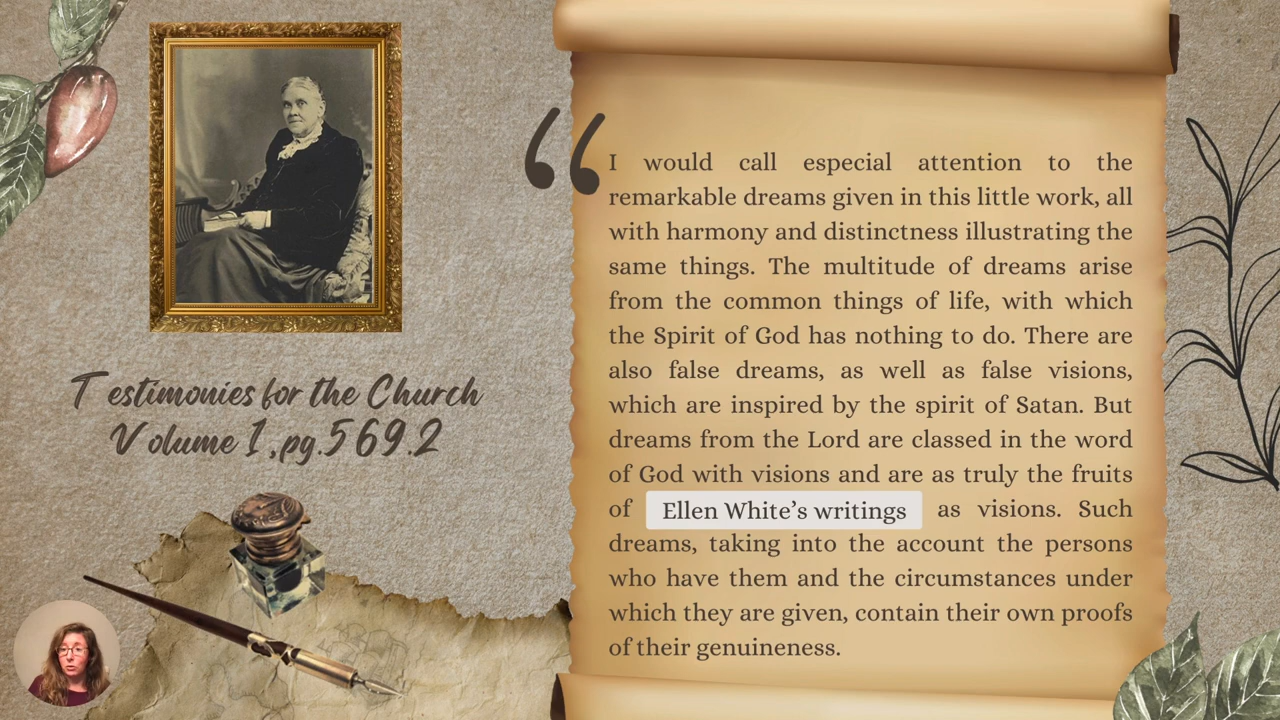 Testimonies for the Church
Volume 1, pg.569.2
“
I would call especial attention to the
remarkable dreams given in this little work, all
with harmony and distinctness illustrating the
same things. The multitude of dreams arise
from the common things of life, with which
the Spirit of God has nothing to do. There are
also false dreams, as well as false visions,
which are inspired by the spirit of Satan. But
dreams from the Lord are classed in the word
of God with visions and are as truly the fruits
of Ellen White’s writings as visions. Such
dreams, taking into the account the persons
who have them and the circumstances under
which they are given, contain their own proofs
of their genuineness.